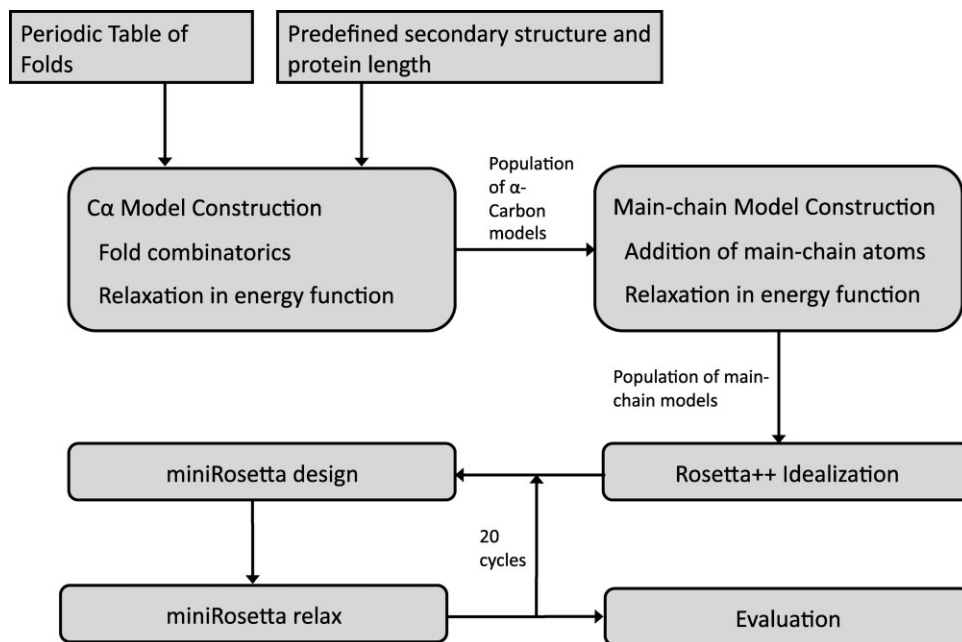 Periodic Table of
Folds
Predefined secondary structure and
protein length
Cα Model Construction
Fold combinatorics
Relaxation in energy function
Population
of α-
Carbon
models
Main-chain Model Construction
Addition of main-chain atoms
Relaxation in energy function
Population of main-
chain models
miniRosetta design
Rosetta++ Idealization
20
cycles
miniRosetta relax
Evaluation